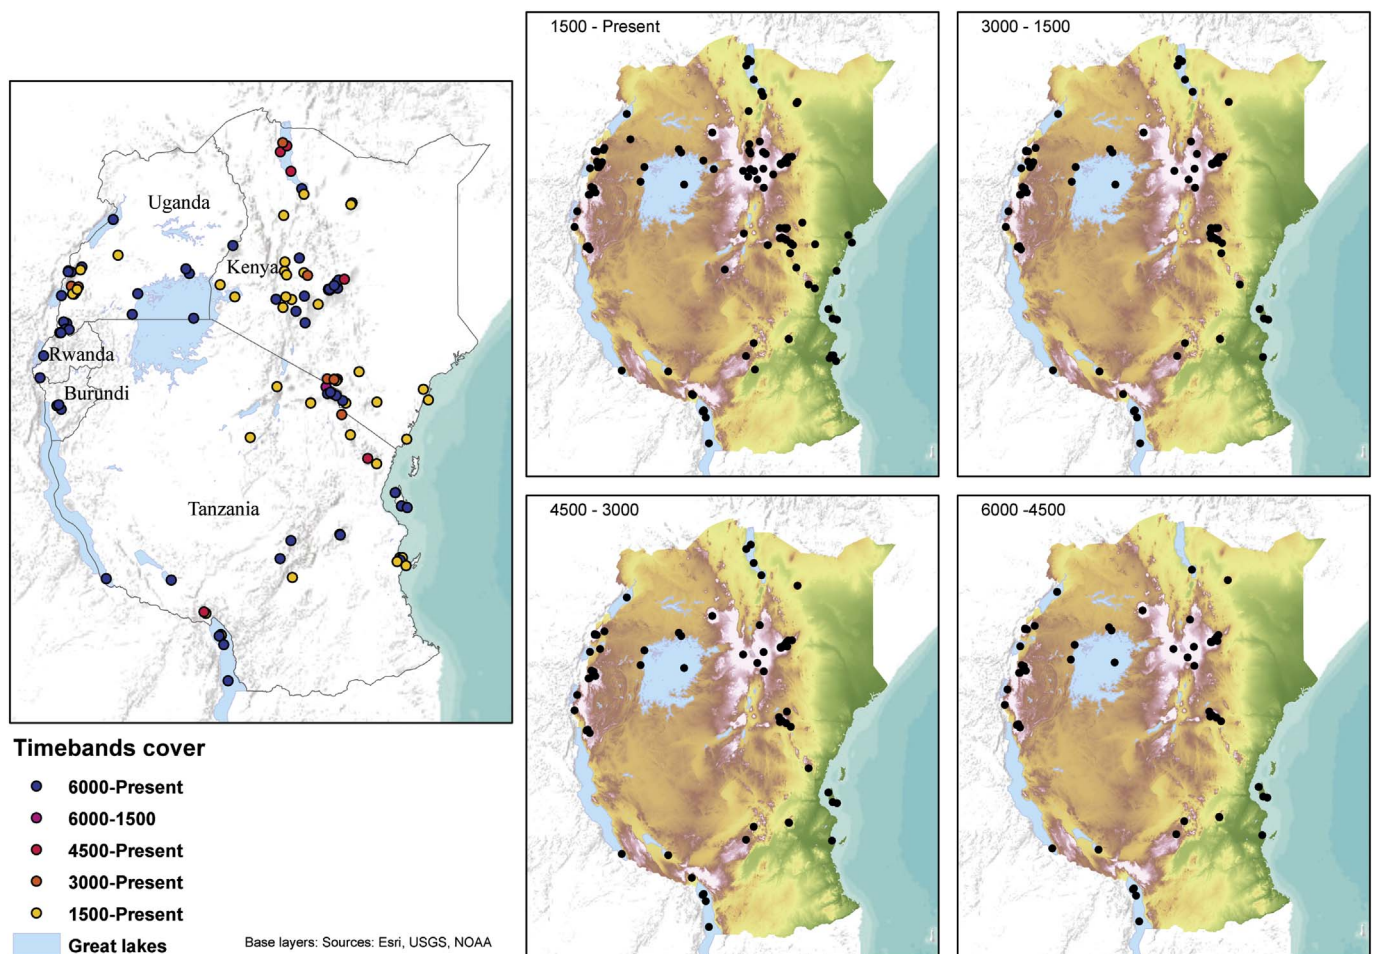 1500 - Present
3000 - 1500
Uganda
Kenya
Rwanda
Burundi
Tanzania
4500 - 3000
6000 -4500
Timebands cover
6000-Present
6000-1500
4500-Present
3000-Present
1500-Present
Great lakes
Base layers: Sources: Esri, USGS, NOAA